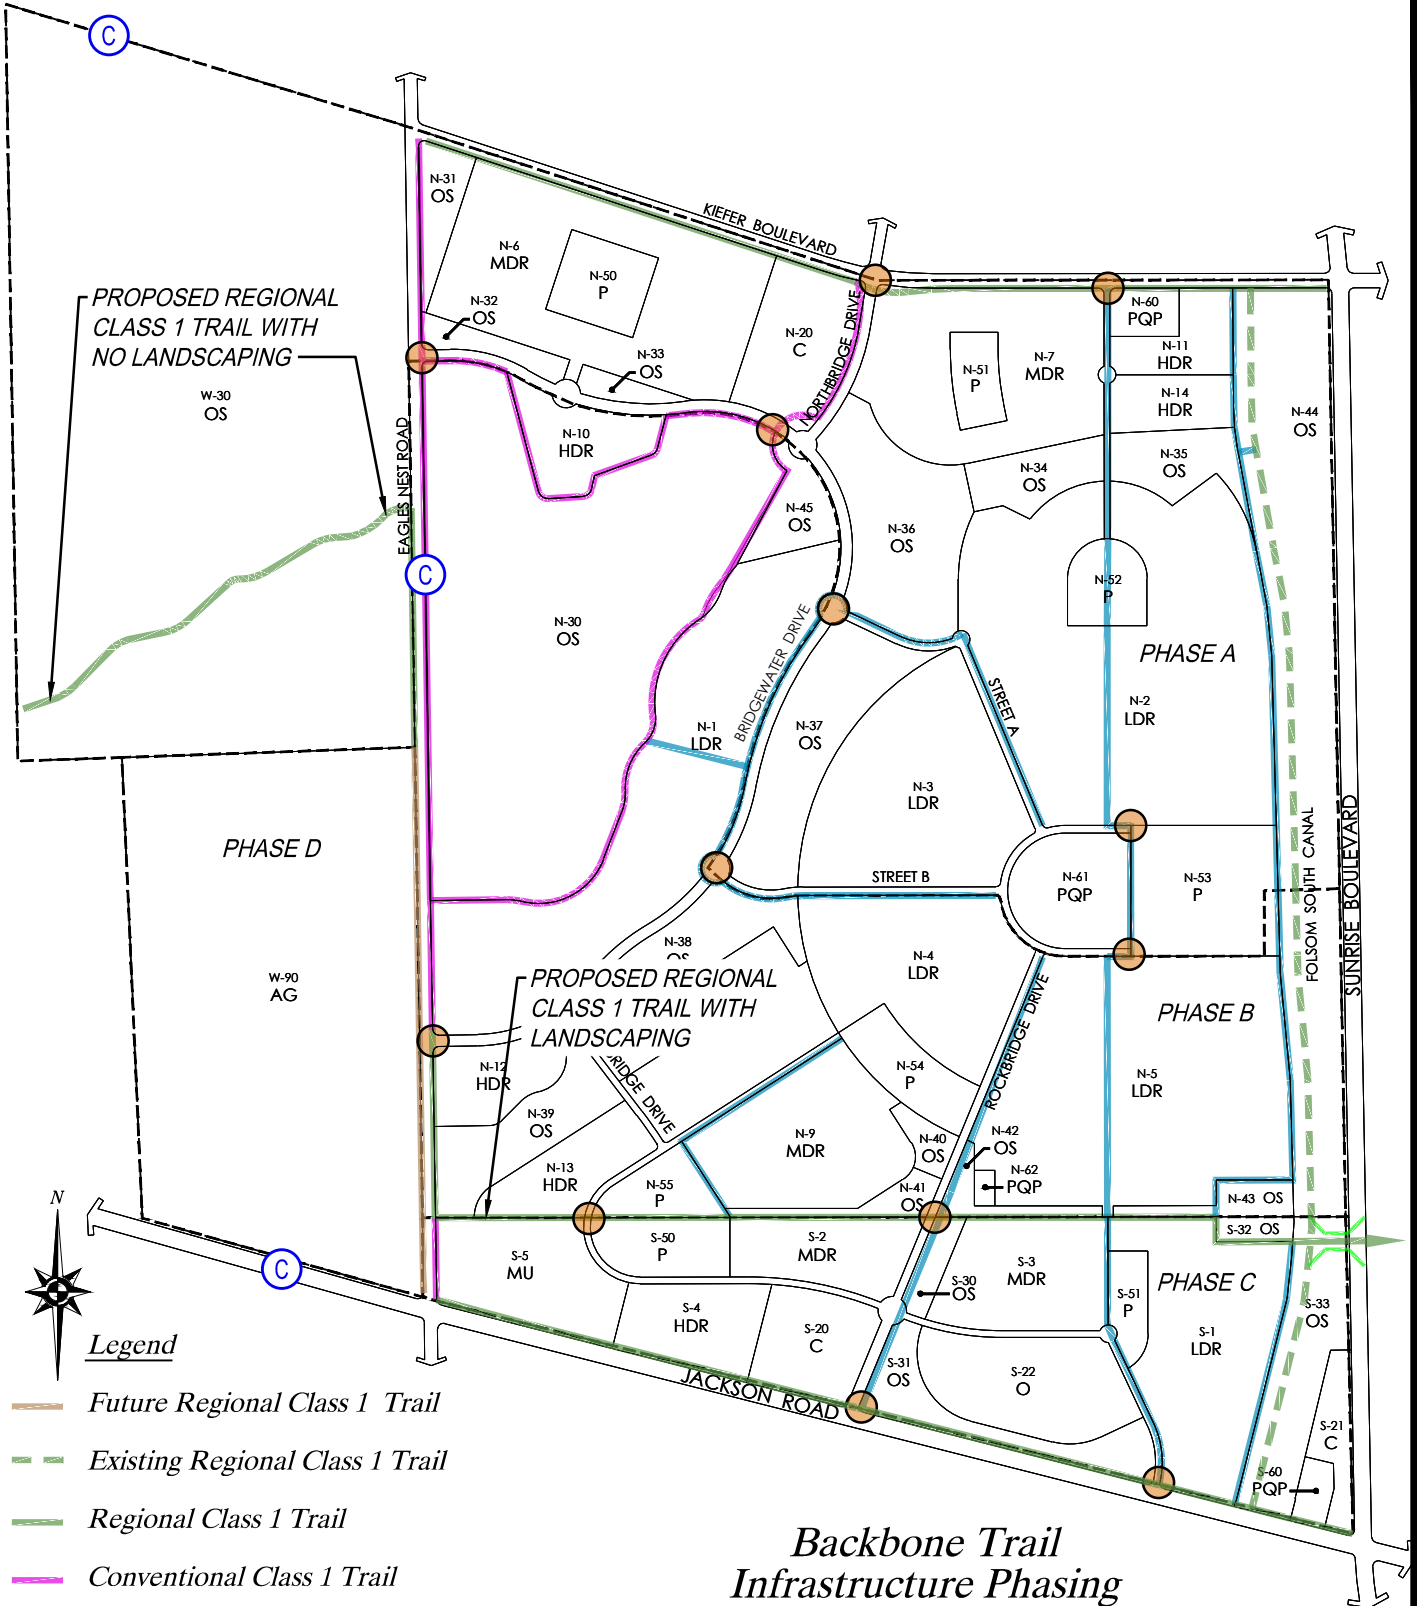 C
N-31
OS
KIEFER BOULEVARD
N-6
MDR
N-50
P
PROPOSED REGIONAL
CLASS 1 TRAIL WITH
NO LANDSCAPING
N-32
OS
N-20
C
NORTHBRIDGE DRIVE
N-60
PQP
N-33
OS
N-51
P
N-7
MDR
N-11
HDR
W-30
OS
N-14
HDR
N-44
OS
N-10
HDR
EAGLES NEST ROAD
N-34
OS
N-35
OS
N-45
OS
N-36
OS
C
N-52
P
N-30
OS
BRIDGEWATER DRIVE
PHASE A
STREET A
N-1
LDR
N-37
OS
N-2
LDR
N-3
LDR
PHASE D
STREET B
N-61
PQP
N-53
P
FOLSOM SOUTH CANAL
SUNRISE BOULEVARD
N-38
OS
N-4
LDR
W-90
AG
PROPOSED REGIONAL
CLASS 1 TRAIL WITH
LANDSCAPING
PHASE B
ROCKBRIDGE DRIVE
N-12
HDR
BRIDGE DRIVE
N-54
P
N-5
LDR
N-39
OS
N-9
MDR
N-40
OS
N-42
OS
N-13
HDR
N-55
P
N-62
PQP
N-41
OS
N-43 OS
S-32 OS
S-5
MU
S-50
P
S-2
MDR
S-3
MDR
PHASE C
C
S-30
OS
S-51
P
S-33
OS
S-4
HDR
S-20
C
S-1
LDR
S-31
OS
S-22
O
JACKSON ROAD
S-21
C
S-60
PQP
N
Legend
Future Regional Class 1 Trail
Existing Regional Class 1 Trail
Regional Class 1 Trail
Conventional Class 1 Trail
Backbone Trail
Infrastructure Phasing